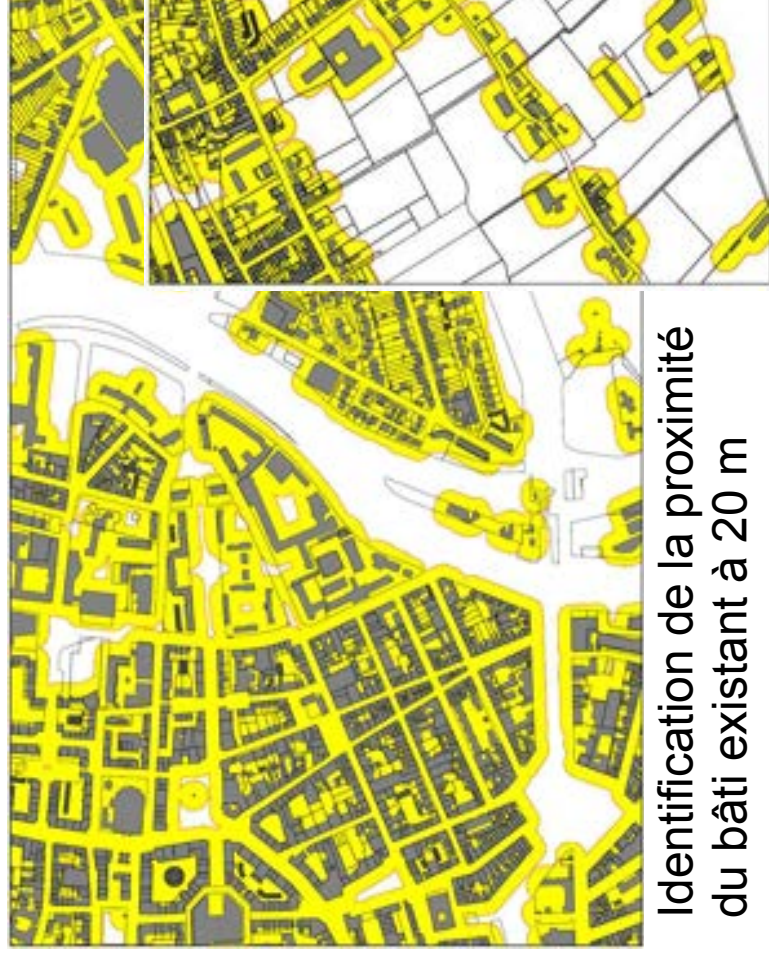 Identification de la proximité
du bâti existant à 20 m